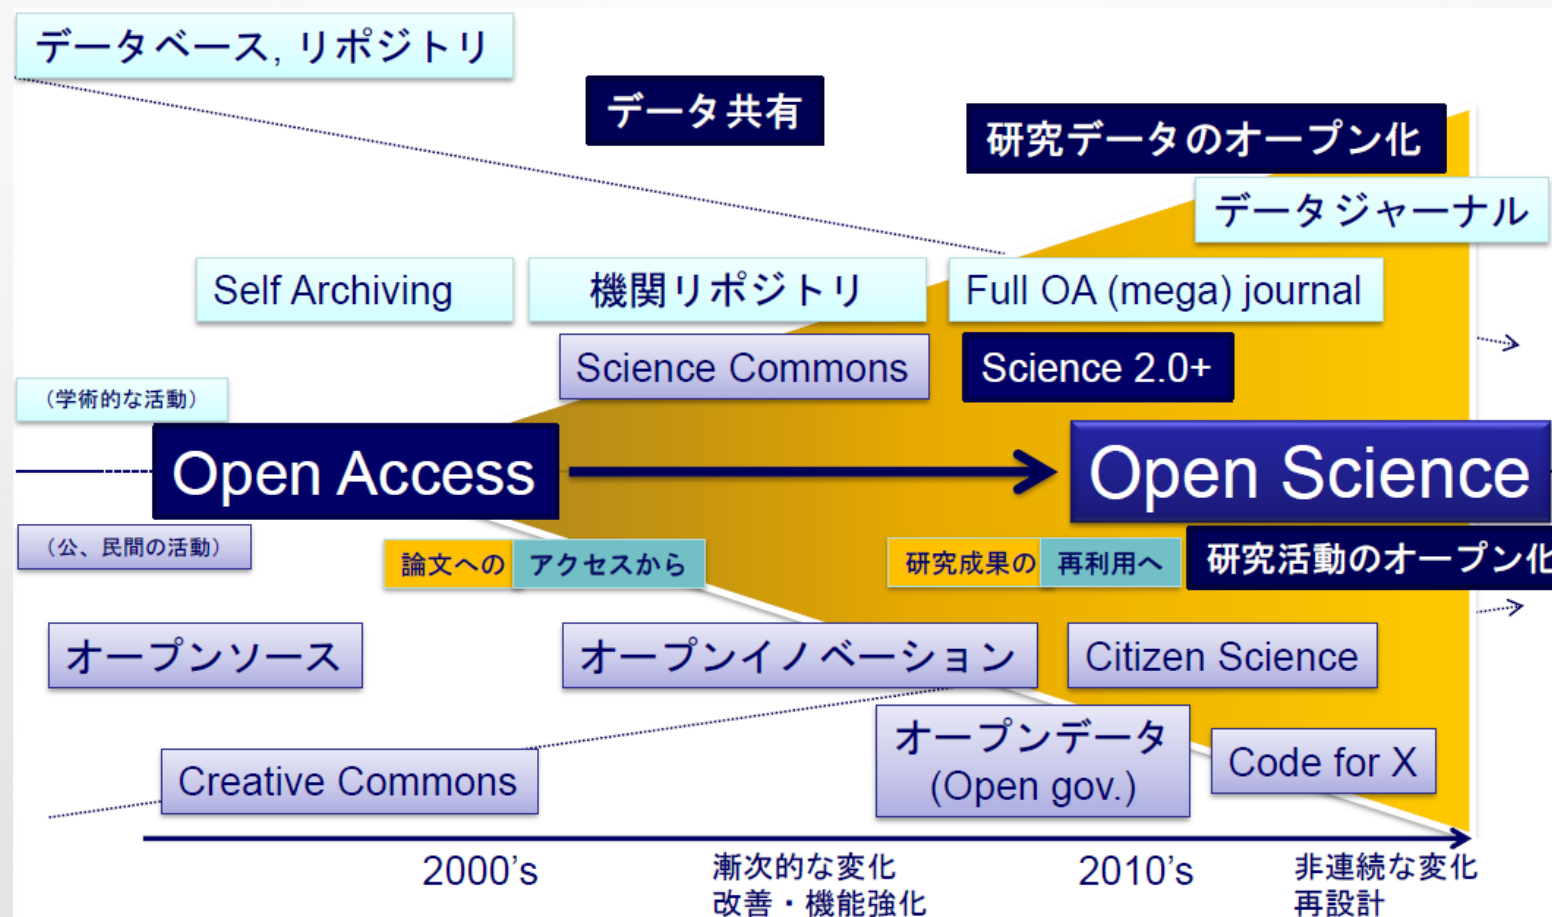 データベース, リポジトリ
データ共有
研究データのオープン化
データジャーナル
Self Archiving
機関リポジトリ
Full OA (mega) journal
Science Commons
Science 2.0+
（学術的な活動）
Open Access
Open Science
（公、民間の活動）
論文への
アクセスから
研究成果の
再利用へ
研究活動のオープン化
オープンソース
オープンイノベーション
Citizen Science
オープンデータ
(Open gov.)
Code for X
Creative Commons
2000's
漸次的な変化
改善・機能強化
2010's
非連続な変化
再設計